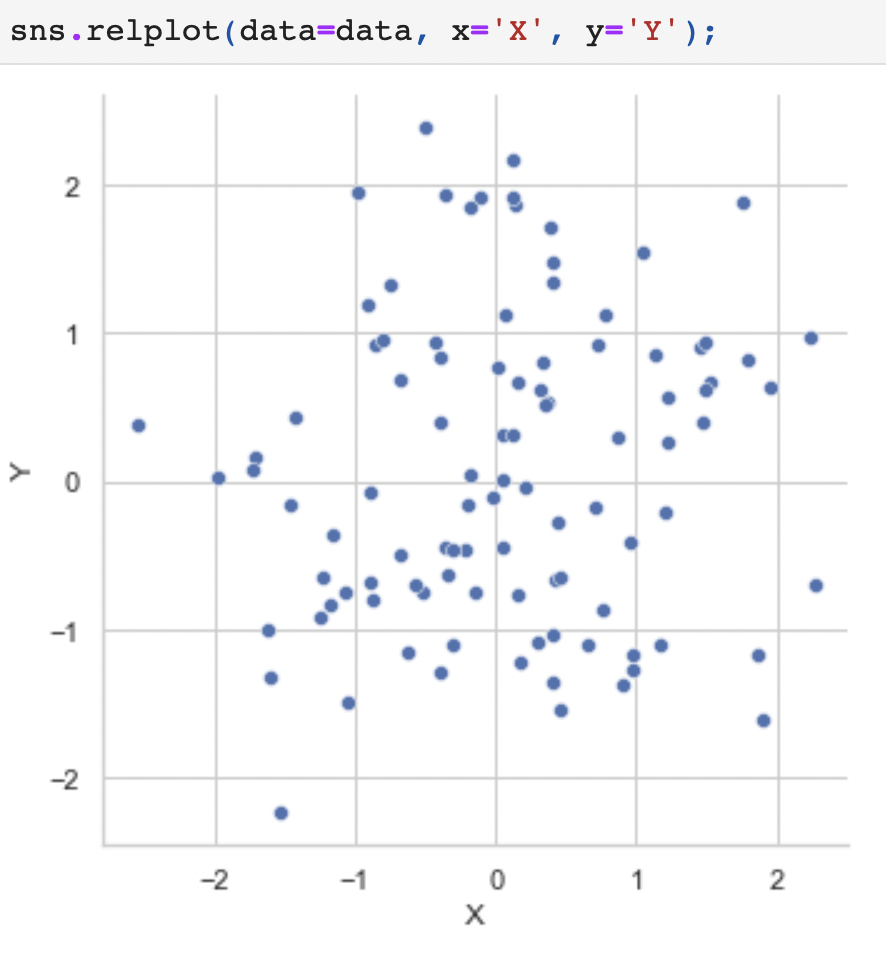 sns.relplot(data=data, x='X', y='Y');
2
1
0
−1
−2
Y
−2 −1 0 1 2
X